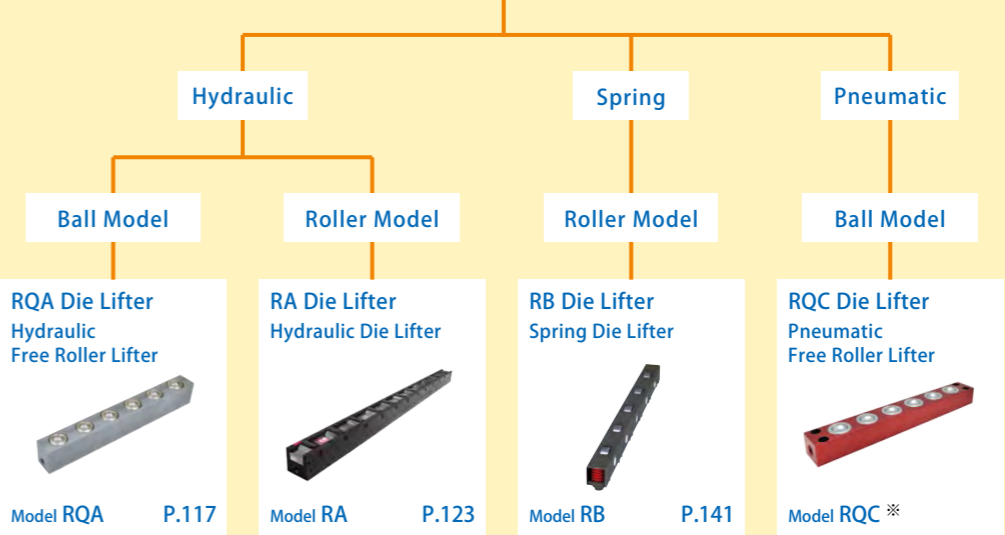 Hydraulic
Spring
Pneumatic
Ball Model
Roller Model
Roller Model
Ball Model
RQA Die Lifter
Hydraulic
Free Roller Lifter
Model RQA P.117
RA Die Lifter
Hydraulic Die Lifter
Model RA P.123
RB Die Lifter
Spring Die Lifter
Model RB P.141
RQC Die Lifter
Pneumatic
Free Roller Lifter
Model RQC ※